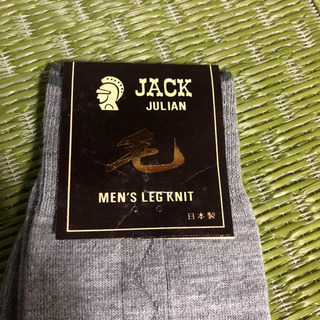 JACK
JULIAN
毛
MEN'S LEG KNIT
日本製